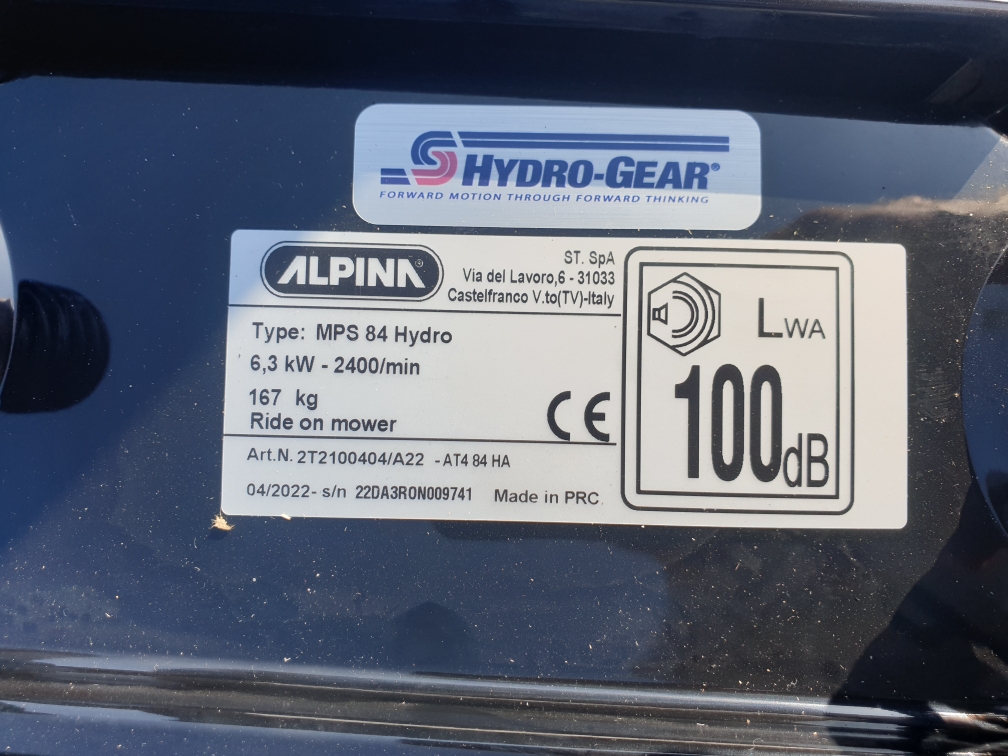 HYDRO-GEAR®
FORWARD MOTION THROUGH FORWARD THINKING
ALPINA®
ST. SpA
Via del Lavoro,6 - 31033
Castelfranco V.to(TV)-Italy
Type: MPS 84 Hydro
6,3 kW - 2400/min
167 kg
Ride on mower
CE
Art.N. 2T2100404/A22 - AT4 84 HA
04/2022- s/n 22DA3RON009741 Made in PRC
LWA
100dB